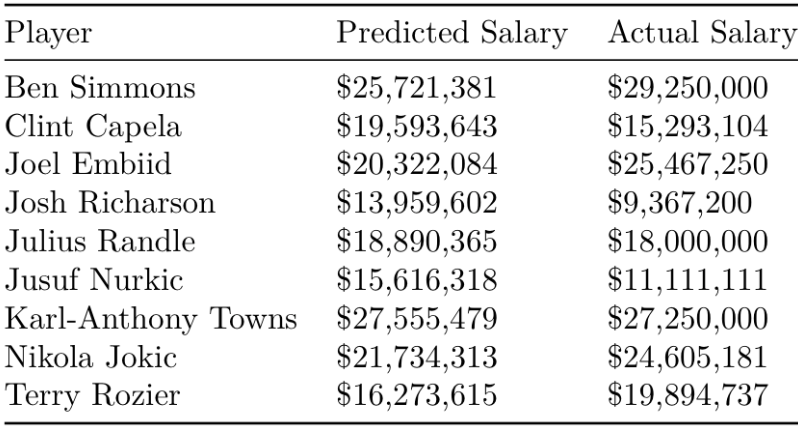 Player Predicted Salary Actual Salary
Ben Simmons $25,721,381 $29,250,000
Clint Capela $19,593,643 $15,293,104
Joel Embiid $20,322,084 $25,467,250
Josh Richarson $13,959,602 $9,367,200
Julius Randle $18,890,365 $18,000,000
Jusuf Nurkic $15,616,318 $11,111,111
Karl-Anthony Towns $27,555,479 $27,250,000
Nikola Jokic $21,734,313 $24,605,181
Terry Rozier $16,273,615 $19,894,737